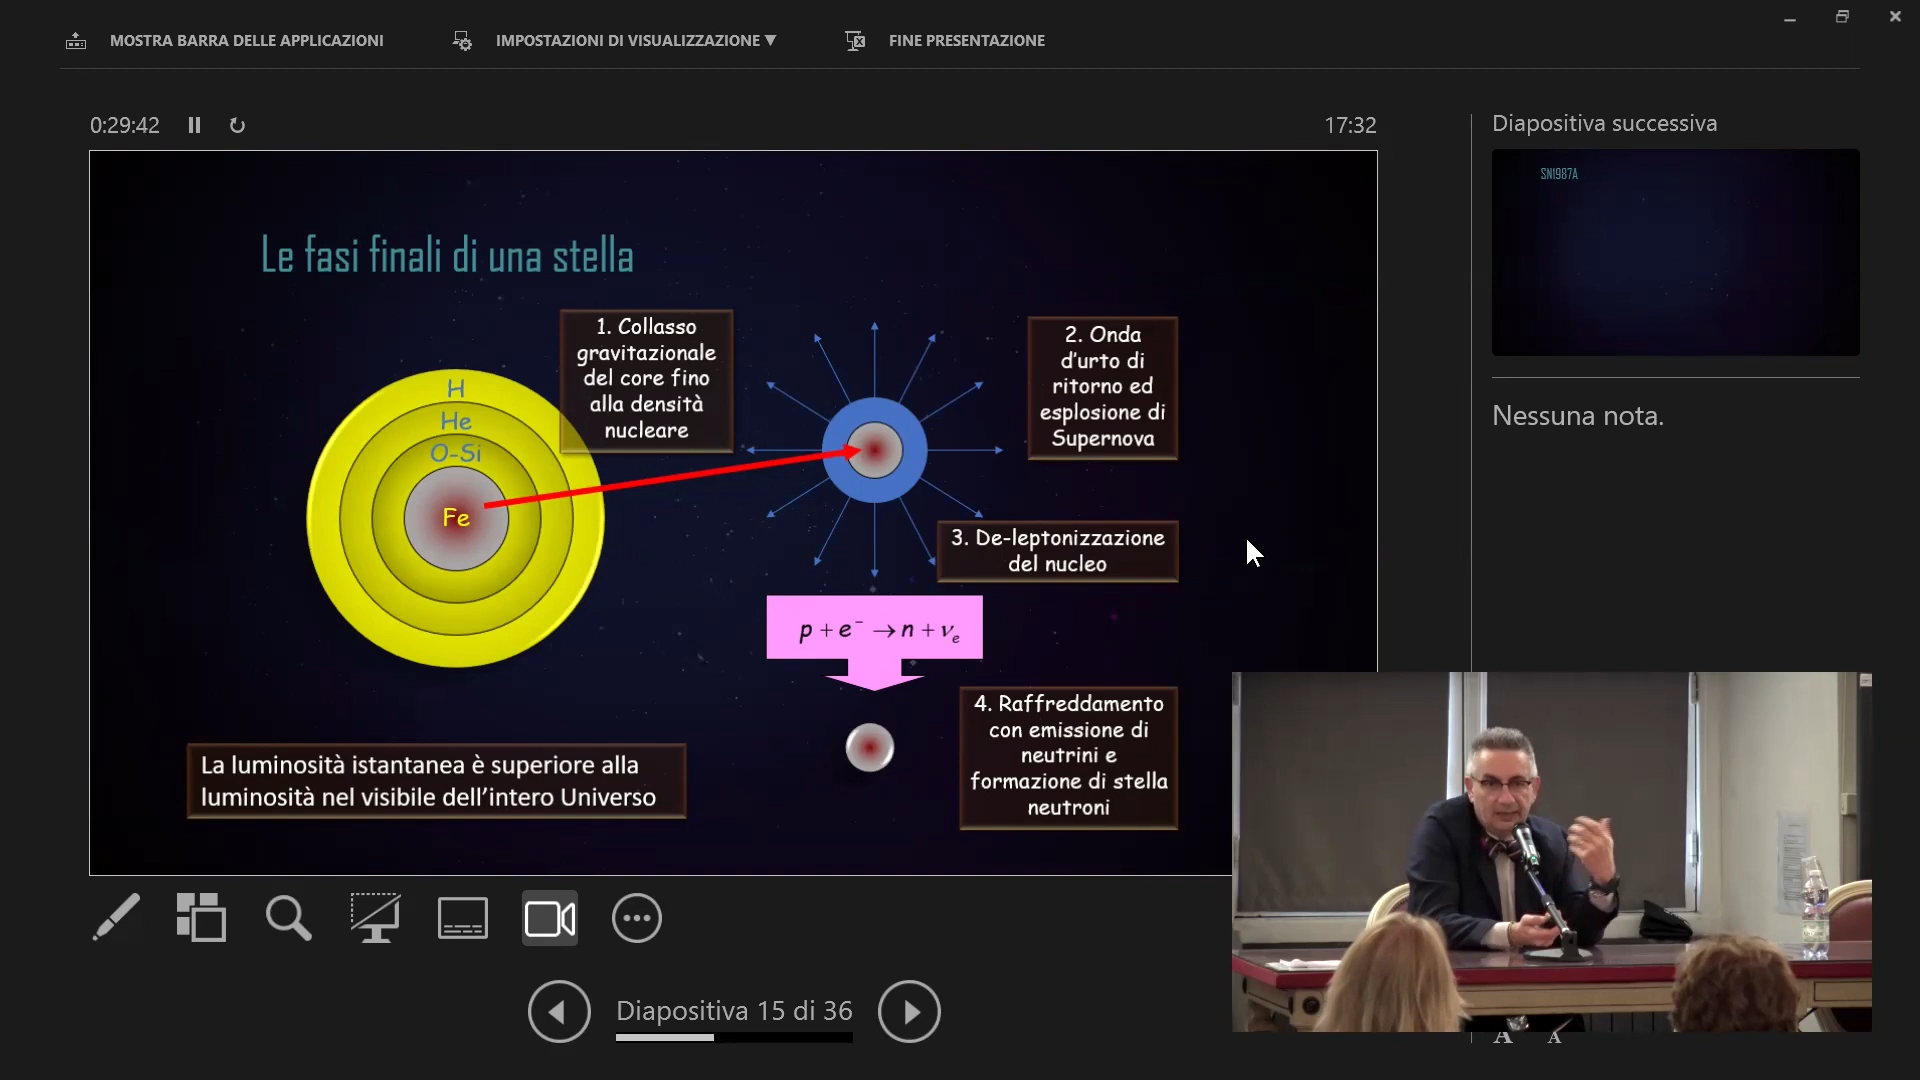 MOSTRA BARRA DELLE APPLICAZIONI
IMPOSTAZIONI DI VISUALIZZAZIONE ▼
FINE PRESENTAZIONE
0:29:42
17:32
Diapositiva successiva
SN1987A
Nessuna nota.
Le fasi finali di una stella
H
He
O-Si
Fe
1. Collasso
gravitazionale
del core fino
alla densità
nucleare
2. Onda
d'urto di
ritorno ed
esplosione di
Supernova
3. De-leptonizzazione
del nucleo
p + e⁻ → n + νₑ
4. Raffreddamento
con emissione di
neutrini e
formazione di stella
neutroni
La luminosità istantanea è superiore alla
luminosità nel visibile dell'intero Universo
Diapositiva 15 di 36
A A